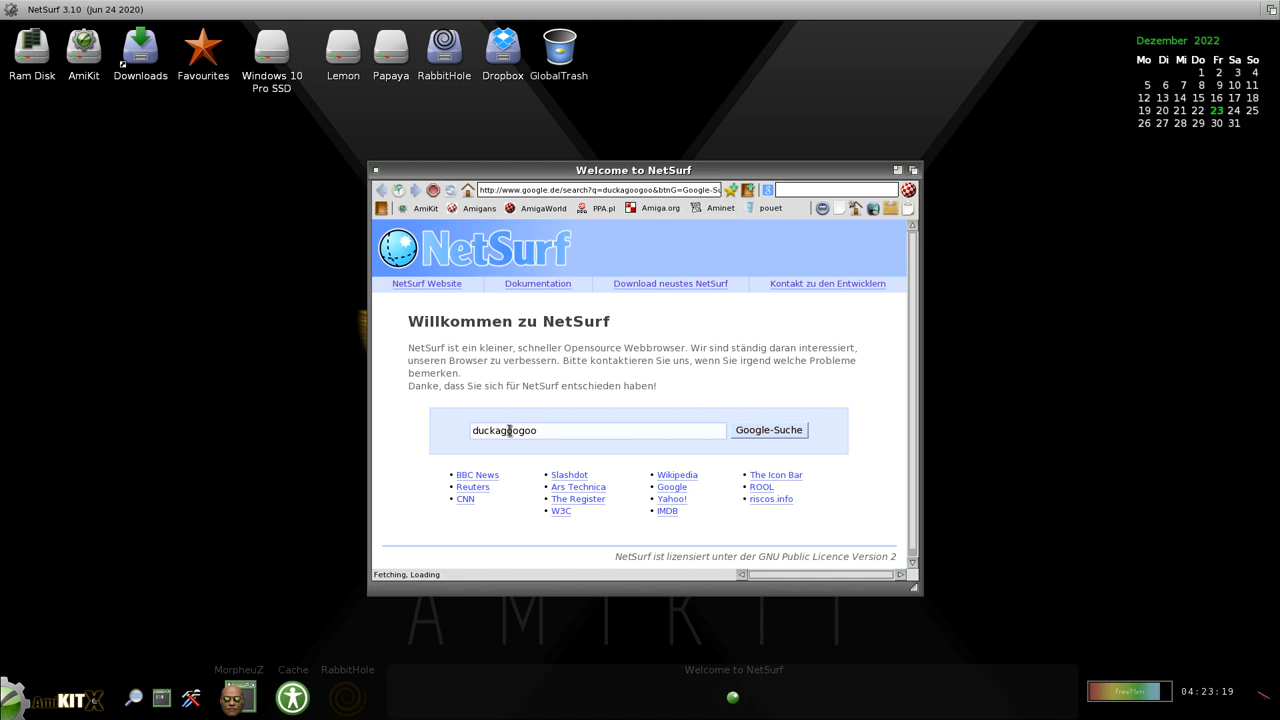 NetSurf 3.10 (Jun 24 2020)
Ram Disk
AmiKit
Downloads
Favourites
Windows 10
Pro SSD
Lemon
Papaya
RabbitHole
Dropbox
GlobalTrash
Dezember 2022
Mo Di Mi Do Fr Sa So
1 2 3 4
5 6 7 8 9 10 11
12 13 14 15 16 17 18
19 20 21 22 23 24 25
26 27 28 29 30 31
Welcome to NetSurf
http://www.google.de/search?q=duckagoogoo&btnG=Google-Su
AmiKit
Amigans
AmigaWorld
PPA.pl
Amiga.org
Aminet
pouet
NetSurf
NetSurf Website
Dokumentation
Download neustes NetSurf
Kontakt zu den Entwicklern
Willkommen zu NetSurf
NetSurf ist ein kleiner, schneller Opensource Webbrowser. Wir sind ständig daran interessiert,
unseren Browser zu verbessern. Bitte kontaktieren Sie uns, wenn Sie irgend welche Probleme
bemerken.
Danke, dass Sie sich für NetSurf entschieden haben!
duckagoogoo
Google-Suche
• BBC News
• Reuters
• CNN
• Slashdot
• Ars Technica
• The Register
• W3C
• Wikipedia
• Google
• Yahoo!
• IMDB
• The Icon Bar
• ROOL
• riscos.info
NetSurf ist lizensiert unter der GNU Public Licence Version 2
Fetching, Loading
AMIKIT
MorpheuZ
Cache
RabbitHole
Welcome to NetSurf
AmiKIT X
FreeMem
04:23:19